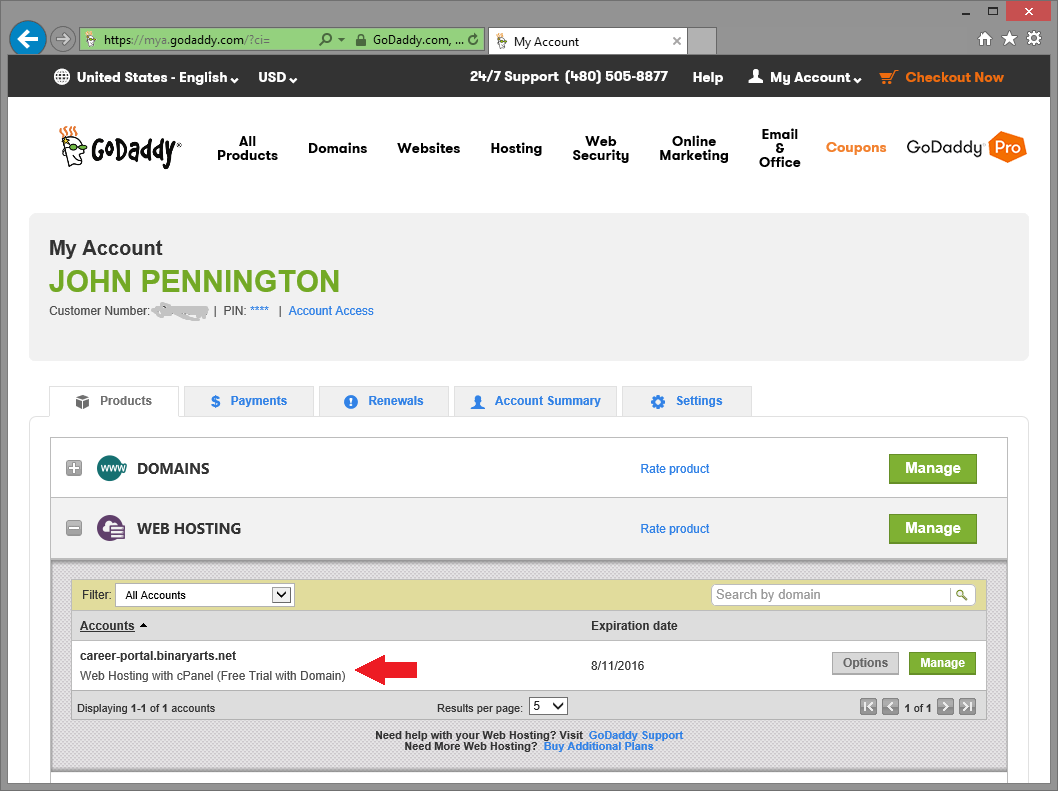 https://mya.godaddy.com/?ci=
GoDaddy.com, ...
My Account
United States - English
USD
24/7 Support (480) 505-8877
Help
My Account
Checkout Now
GoDaddy
All Products
Domains
Websites
Hosting
Web Security
Online Marketing
Email & Office
Coupons
GoDaddy Pro
My Account
JOHN PENNINGTON
Customer Number: | PIN: **** | Account Access
Products
Payments
Renewals
Account Summary
Settings
www DOMAINS Rate product Manage
WEB HOSTING Rate product Manage
Filter: All Accounts Search by domain
Accounts Expiration date
career-portal.binaryarts.net
Web Hosting with cPanel (Free Trial with Domain) 8/11/2016 Options Manage
Displaying 1-1 of 1 accounts Results per page: 5 1 of 1
Need help with your Web Hosting? Visit GoDaddy Support
Need More Web Hosting? Buy Additional Plans